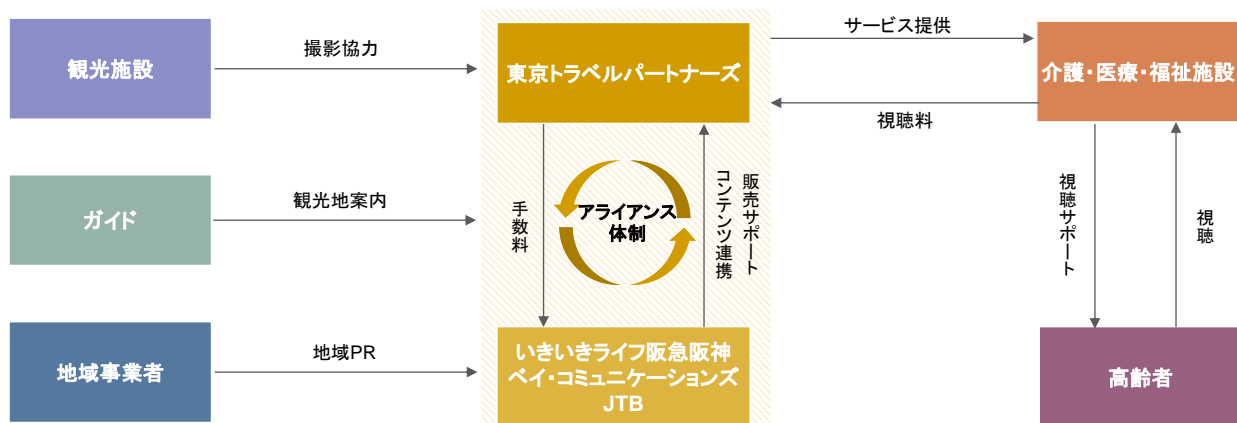 観光施設
撮影協力
東京トラベルパートナーズ
サービス提供
介護・医療・福祉施設
視聴料
ガイド
観光地案内
手数料
アライアンス
体制
販売サポート
コンテンツ連携
視聴サポート
視聴
地域事業者
地域PR
いきいきライフ阪急阪神
ベイ・コミュニケーションズ
JTB
高齢者